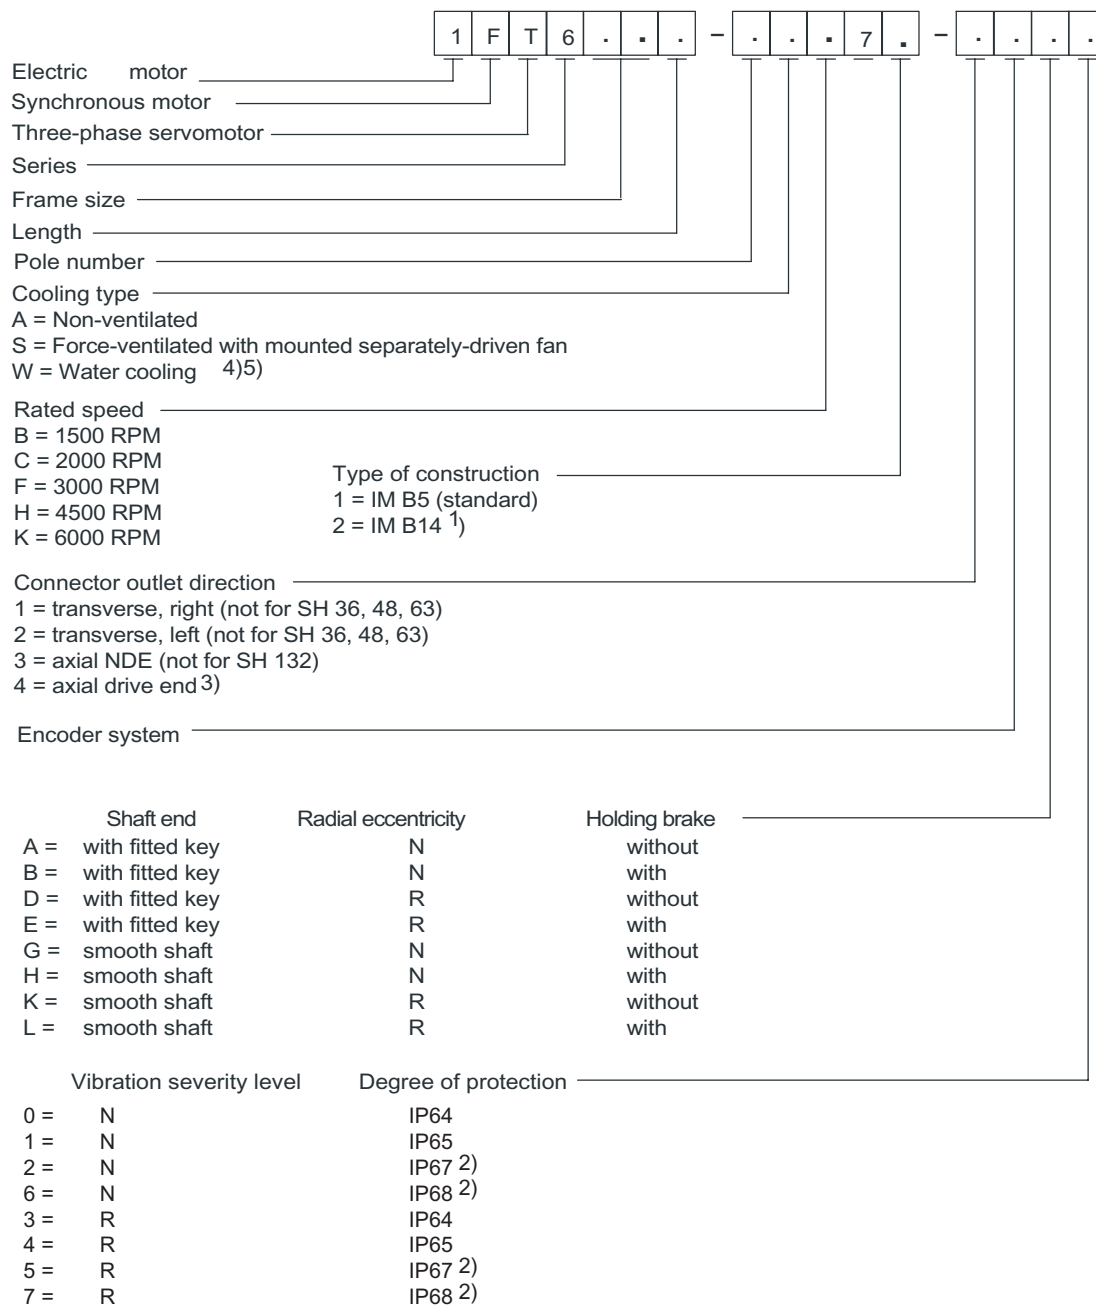 1 F T 6 . . . – . . . 7 . – . . . .
Electric motor
Synchronous motor
Three-phase servomotor
Series
Frame size
Length
Pole number
Cooling type
A = Non-ventilated
S = Force-ventilated with mounted separately-driven fan
W = Water cooling 4)5)
Rated speed
B = 1500 RPM
C = 2000 RPM
F = 3000 RPM
H = 4500 RPM
K = 6000 RPM
Type of construction
1 = IM B5 (standard)
2 = IM B14 1)
Connector outlet direction
1 = transverse, right (not for SH 36, 48, 63)
2 = transverse, left (not for SH 36, 48, 63)
3 = axial NDE (not for SH 132)
4 = axial drive end 3)
Encoder system
Shaft end Radial eccentricity Holding brake
A = with fitted key N without
B = with fitted key N with
D = with fitted key R without
E = with fitted key R with
G = smooth shaft N without
H = smooth shaft N with
K = smooth shaft R without
L = smooth shaft R with
Vibration severity level Degree of protection
0 = N IP64
1 = N IP65
2 = N IP67 2)
6 = N IP68 2)
3 = R IP64
4 = R IP65
5 = R IP67 2)
7 = R IP68 2)